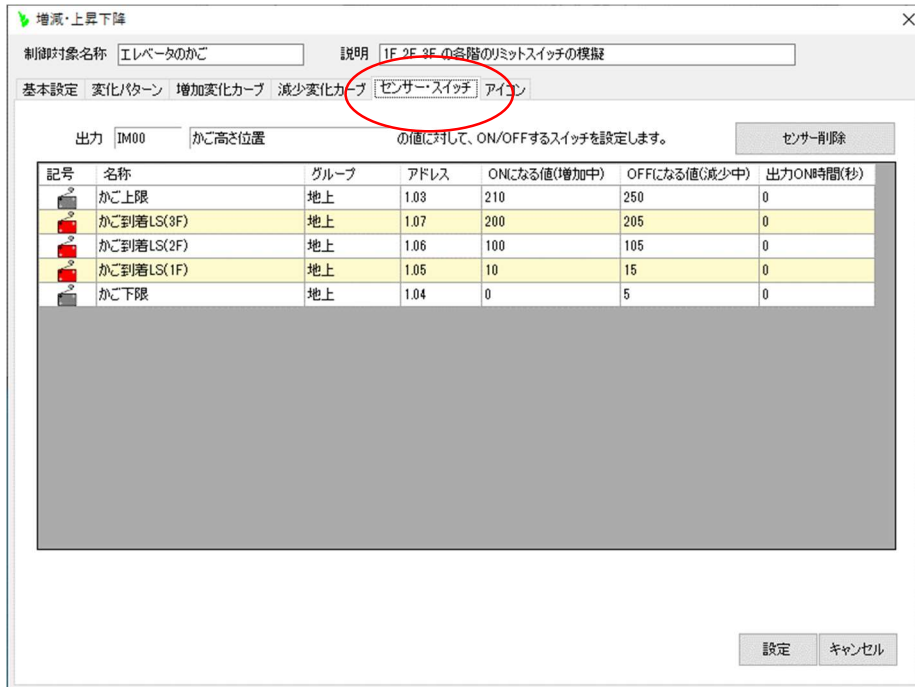 増減・上昇下降
制御対象名称 エレベータのかご 説明 1F 2F 3F の各階のリミットスイッチの模擬
基本設定 変化パターン 増加変化カーブ 減少変化カーブ センサー・スイッチ アイコン
出力 IM00 かご高さ位置 の値に対して、ON/OFFするスイッチを設定します。 センサー削除
記号 名称 グループ アドレス ONになる値(増加中) OFFになる値(減少中) 出力ON時間(秒)
かご上限 地上 1.03 210 250 0
かご到着LS(3F) 地上 1.07 200 205 0
かご到着LS(2F) 地上 1.06 100 105 0
かご到着LS(1F) 地上 1.05 10 15 0
かご下限 地上 1.04 0 5 0
設定 キャンセル